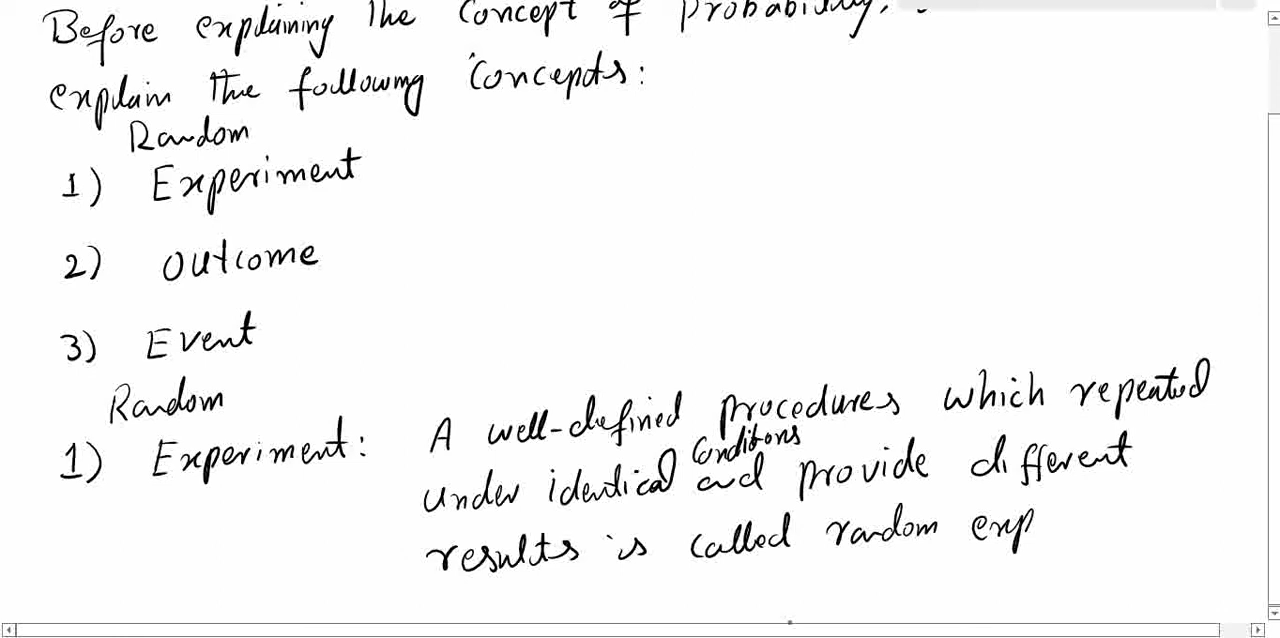 Before explaining The Concept of Probability,
explain the following Concepts:
Random
1) Experiment
2) Outcome
3) Event
Random
1) Experiment: A well-defined procedures which repeated
Conditions
under identical and provide different
results is called random exp